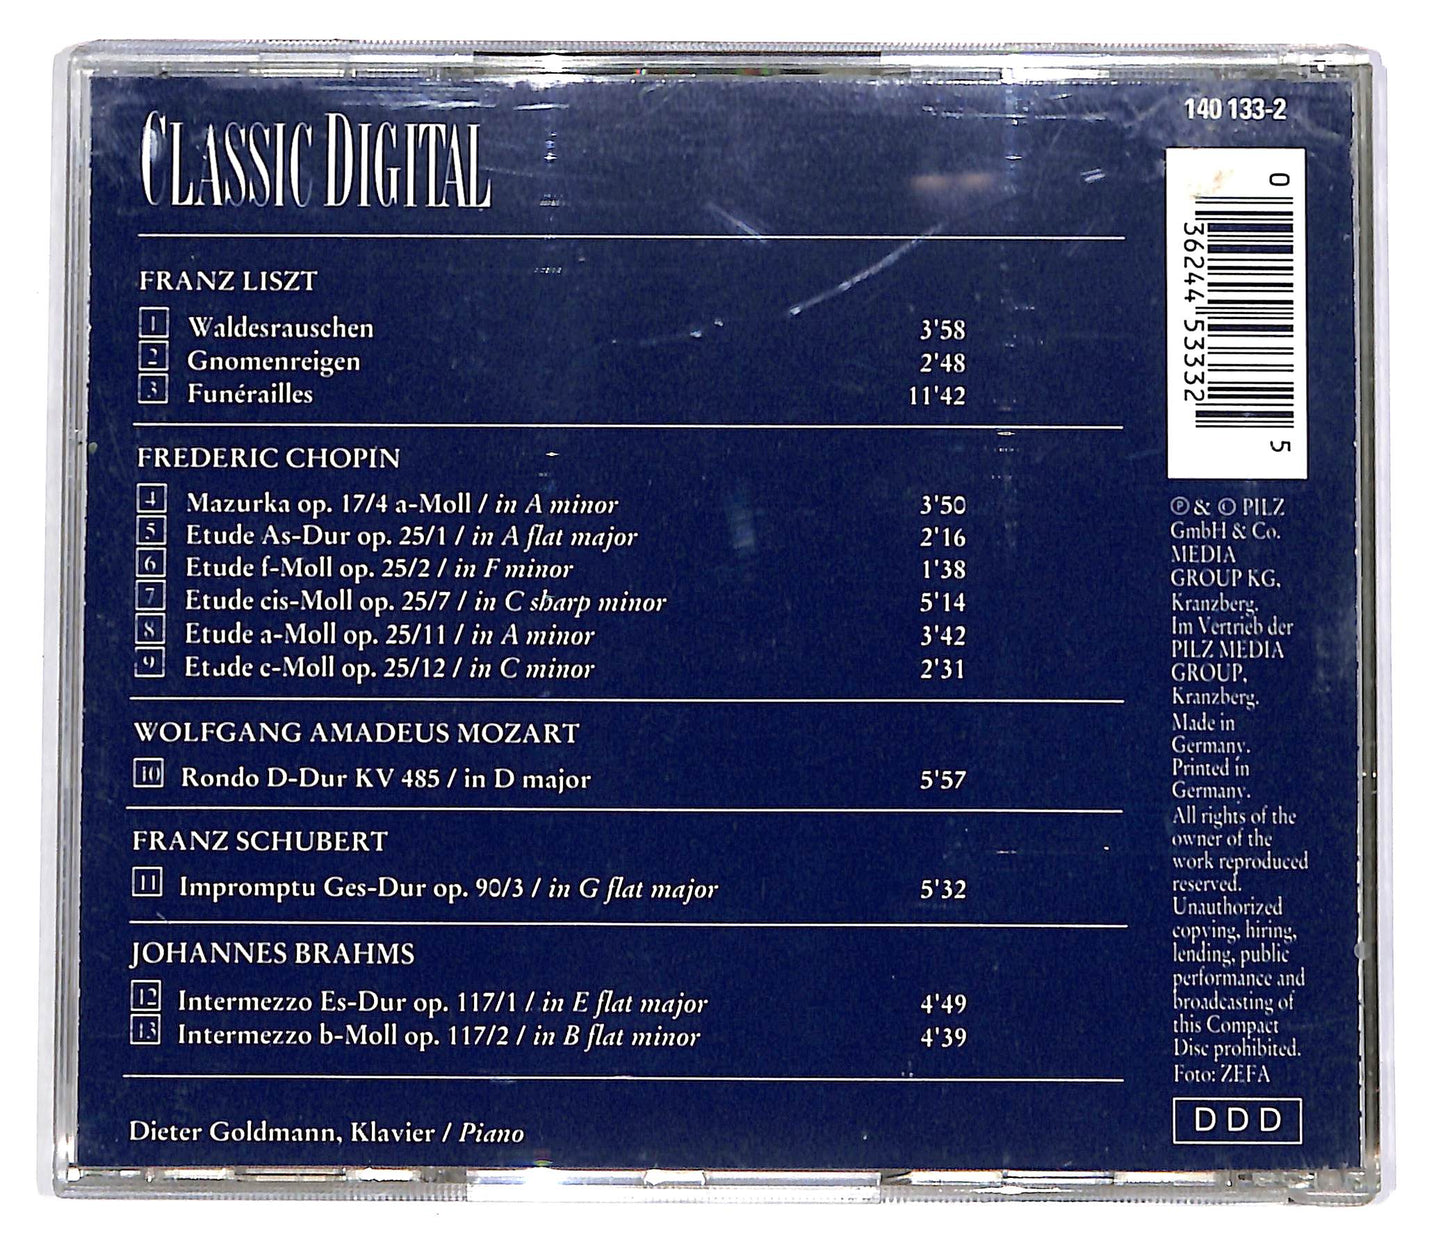 CLASSIC DIGITAL
140 133-2
FRANZ LISZT
1 Waldesrauschen 3'58
2 Gnomenreigen 2'48
3 Funérailles 11'42
FREDERIC CHOPIN
4 Mazurka op. 17/4 a-Moll / in A minor 3'50
5 Etude As-Dur op. 25/1 / in A flat major 2'16
6 Etude f-Moll op. 25/2 / in F minor 1'38
7 Etude cis-Moll op. 25/7 / in C sharp minor 5'14
8 Etude a-Moll op. 25/11 / in A minor 3'42
9 Etude c-Moll op. 25/12 / in C minor 2'31
WOLFGANG AMADEUS MOZART
10 Rondo D-Dur KV 485 / in D major 5'57
FRANZ SCHUBERT
11 Impromptu Ges-Dur op. 90/3 / in G flat major 5'32
JOHANNES BRAHMS
12 Intermezzo Es-Dur op. 117/1 / in E flat major 4'49
13 Intermezzo b-Moll op. 117/2 / in B flat minor 4'39
Dieter Goldmann, Klavier / Piano
0 36244 53332 5
℗ & © PILZ
GmbH & Co.
MEDIA
GROUP KG,
Kranzberg.
Im Vertrieb der
PILZ MEDIA
GROUP,
Kranzberg.
Made in
Germany.
Printed in
Germany.
All rights of the
owner of the
work reproduced
reserved.
Unauthorized
copying, hiring,
lending, public
performance and
broadcasting of
this Compact
Disc prohibited.
Foto: ZEFA
DDD